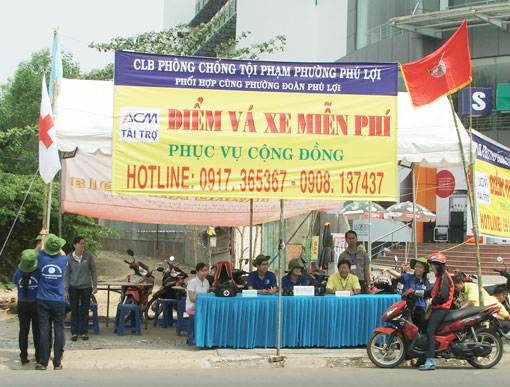 CLB PHÒNG CHỐNG TỘI PHẠM PHƯỜNG PHÚ LỢI
PHỐI HỢP CÙNG PHƯỜNG ĐOÀN PHÚ LỢI
ACM
TÀI TRỢ
ĐIỂM VÁ XE MIỄN PHÍ
PHỤC VỤ CỘNG ĐỒNG
HOTLINE: 0917. 365367 - 0908. 137437
S
ACM